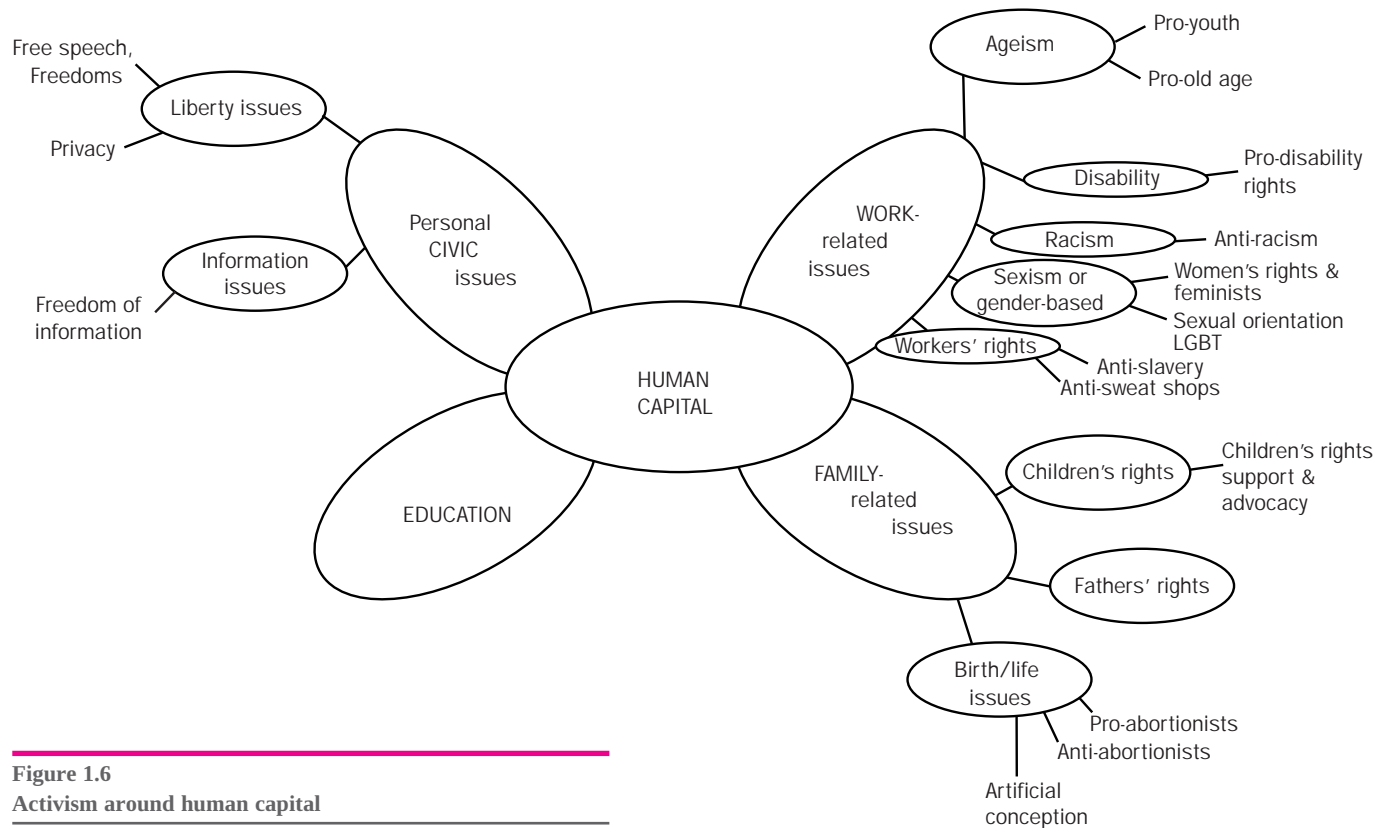 Free speech,
Freedoms
Liberty issues
Privacy
Personal
CIVIC
issues
Information
issues
Freedom of
information
HUMAN
CAPITAL
EDUCATION
WORK-
related
issues
Ageism
Pro-youth
Pro-old age
Disability
Pro-disability
rights
Racism
Anti-racism
Sexism or
gender-based
Women's rights &
feminists
Sexual orientation
LGBT
Workers' rights
Anti-slavery
Anti-sweat shops
FAMILY-
related
issues
Children's rights
Children's rights
support &
advocacy
Fathers' rights
Birth/life
issues
Pro-abortionists
Anti-abortionists
Artificial
conception
Figure 1.6
Activism around human capital